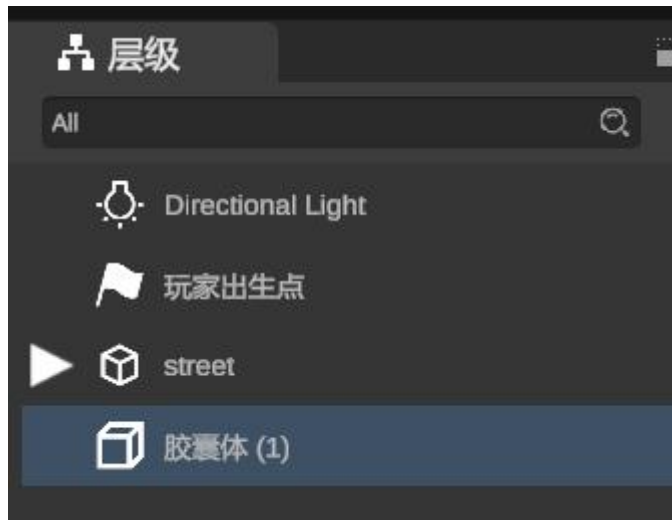 层级
All
Directional Light
玩家出生点
street
胶囊体 (1)